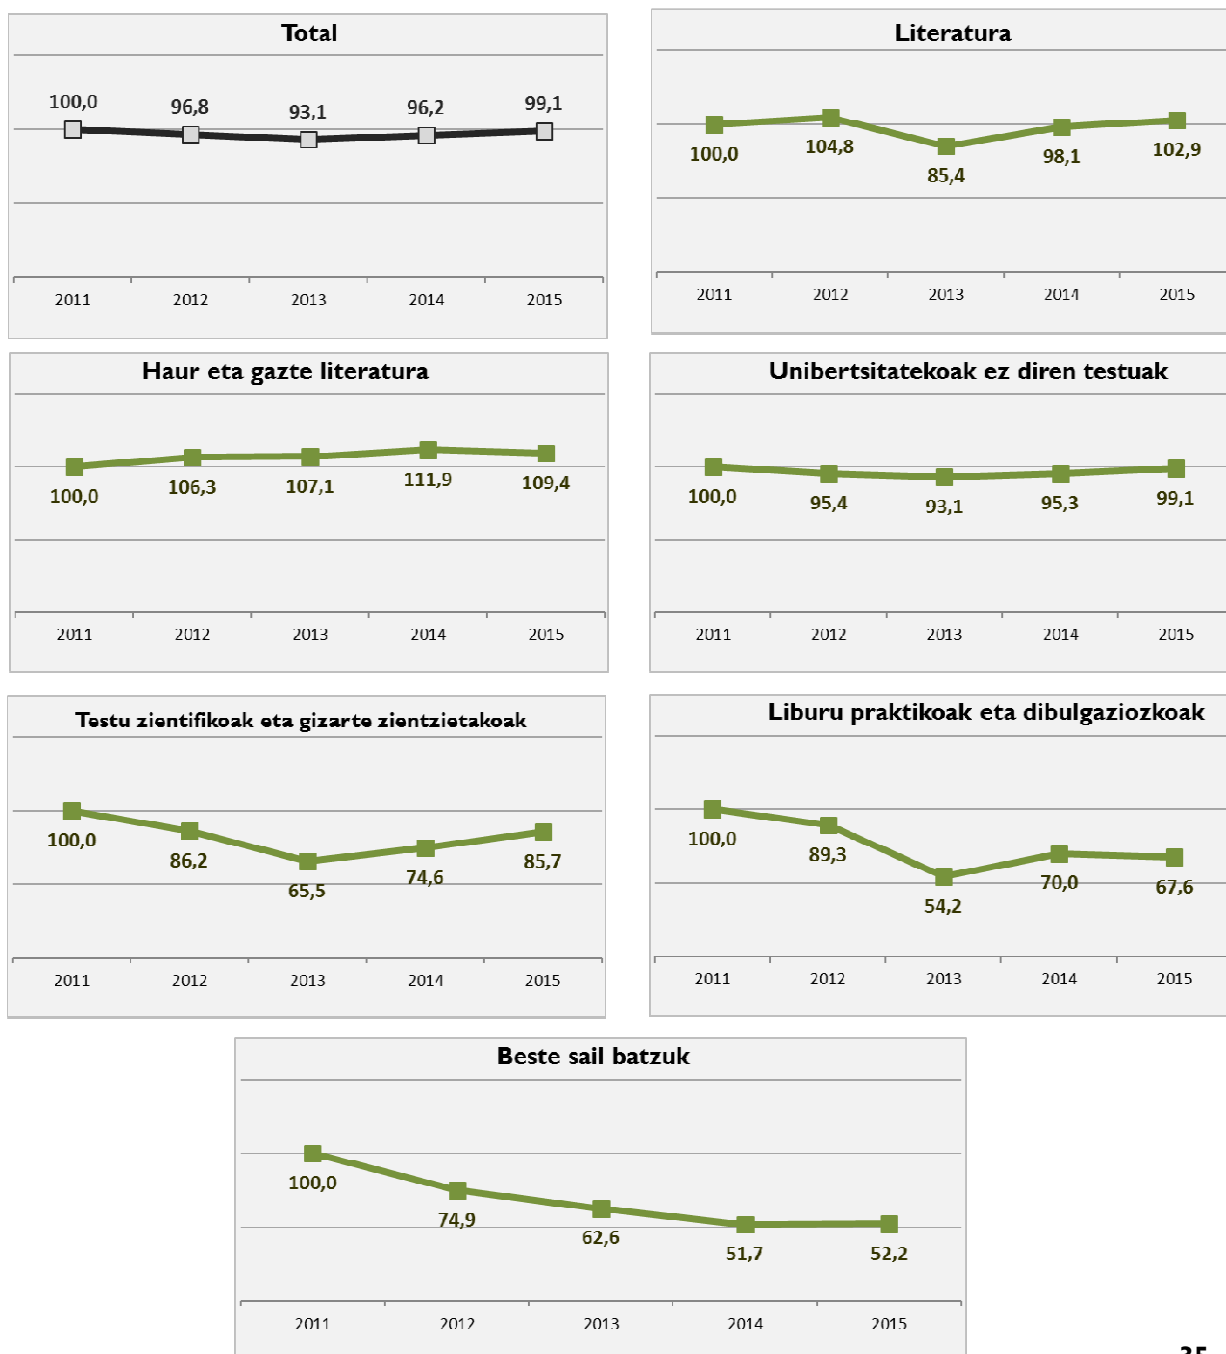 Total
100,0 96,8 93,1 96,2 99,1
2011 2012 2013 2014 2015
Literatura
100,0 104,8 85,4 98,1 102,9
2011 2012 2013 2014 2015
Haur eta gazte literatura
100,0 106,3 107,1 111,9 109,4
2011 2012 2013 2014 2015
Unibertsitatekoak ez diren testuak
100,0 95,4 93,1 95,3 99,1
2011 2012 2013 2014 2015
Testu zientifikoak eta gizarte zientzietakoak
100,0 86,2 65,5 74,6 85,7
2011 2012 2013 2014 2015
Liburu praktikoak eta dibulgaziozkoak
100,0 89,3 54,2 70,0 67,6
2011 2012 2013 2014 2015
Beste sail batzuk
100,0 74,9 62,6 51,7 52,2
2011 2012 2013 2014 2015
35